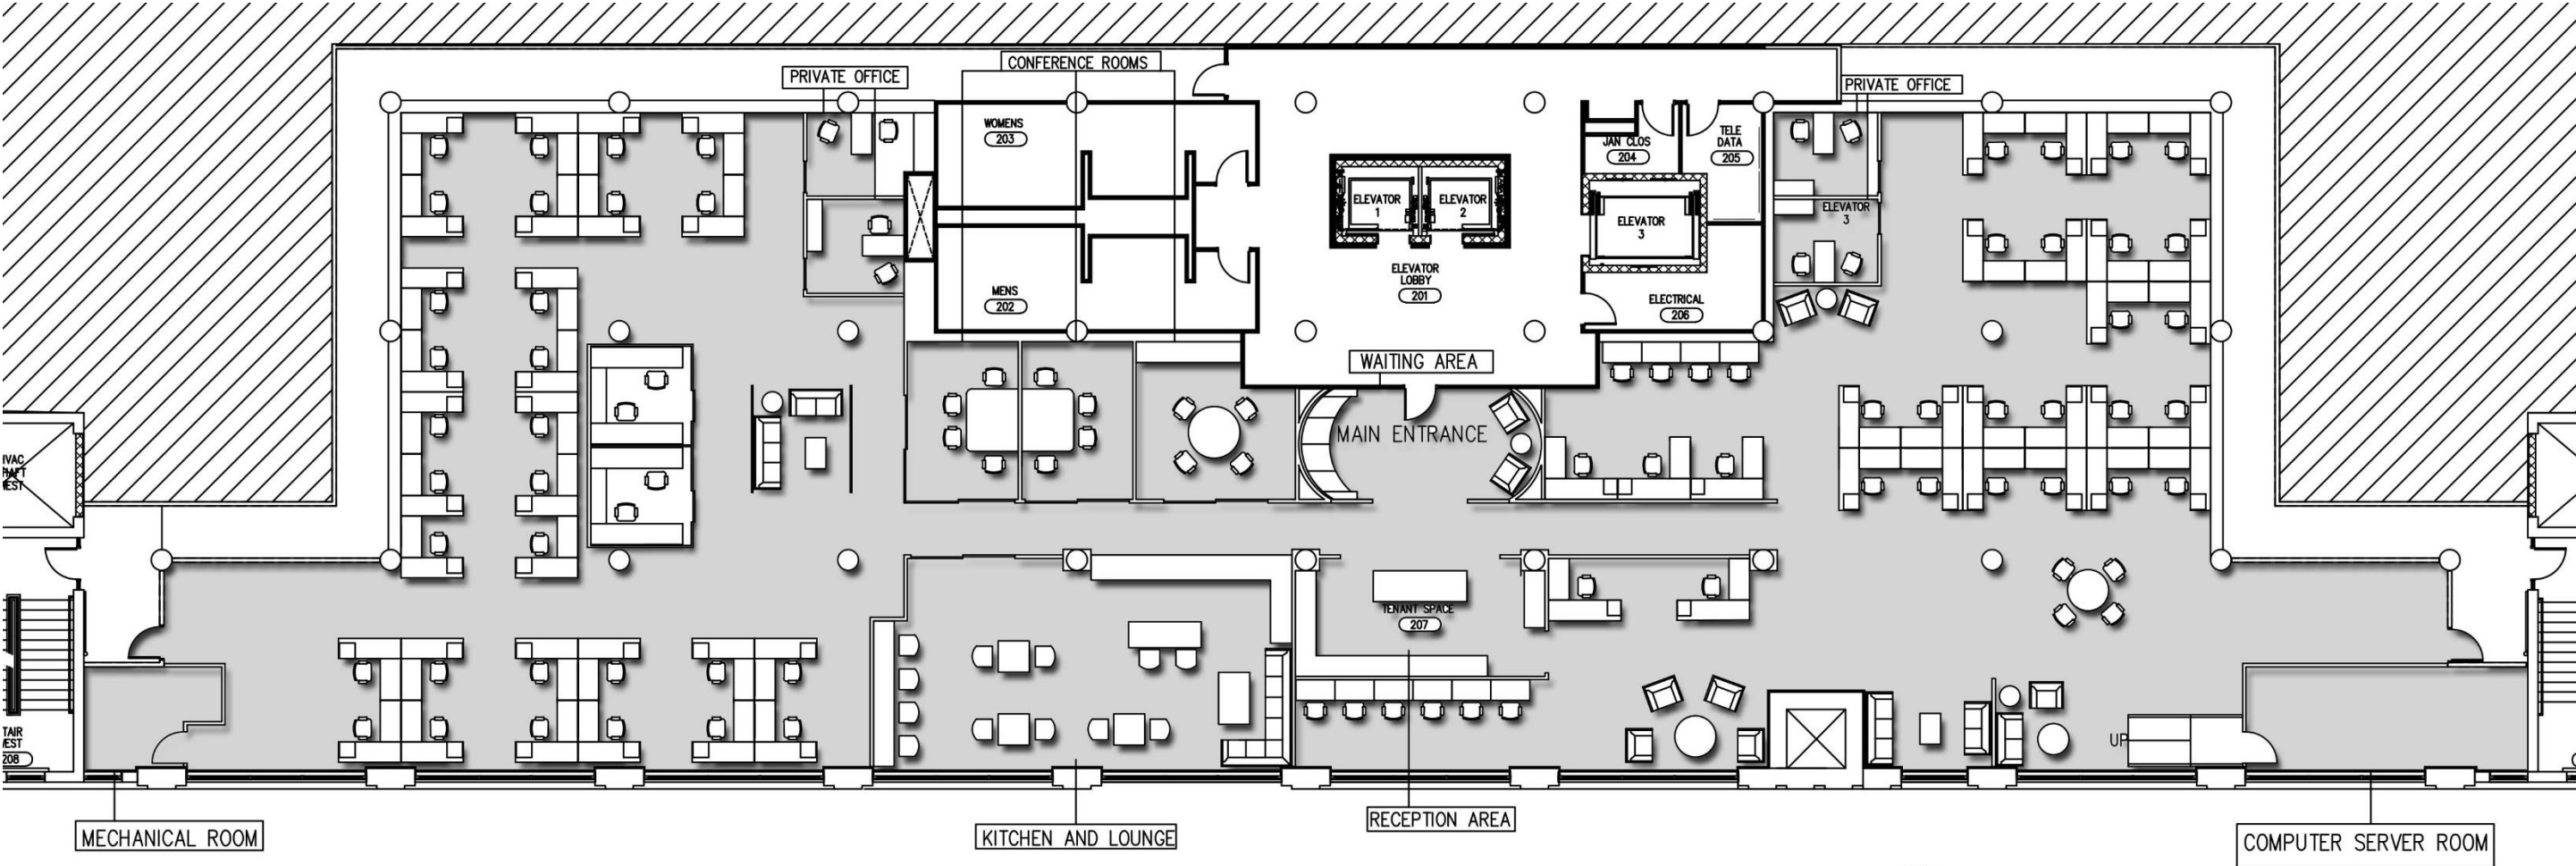 CONFERENCE ROOMS
PRIVATE OFFICE
PRIVATE OFFICE
WOMENS
203
JAN CLOS
204
TELE
DATA
205
ELEVATOR
1
ELEVATOR
2
ELEVATOR
3
ELEVATOR
3
ELEVATOR
LOBBY
201
MENS
202
ELECTRICAL
206
WAITING AREA
MAIN ENTRANCE
TENANT SPACE
207
208
UP
RECEPTION AREA
MECHANICAL ROOM
KITCHEN AND LOUNGE
COMPUTER SERVER ROOM